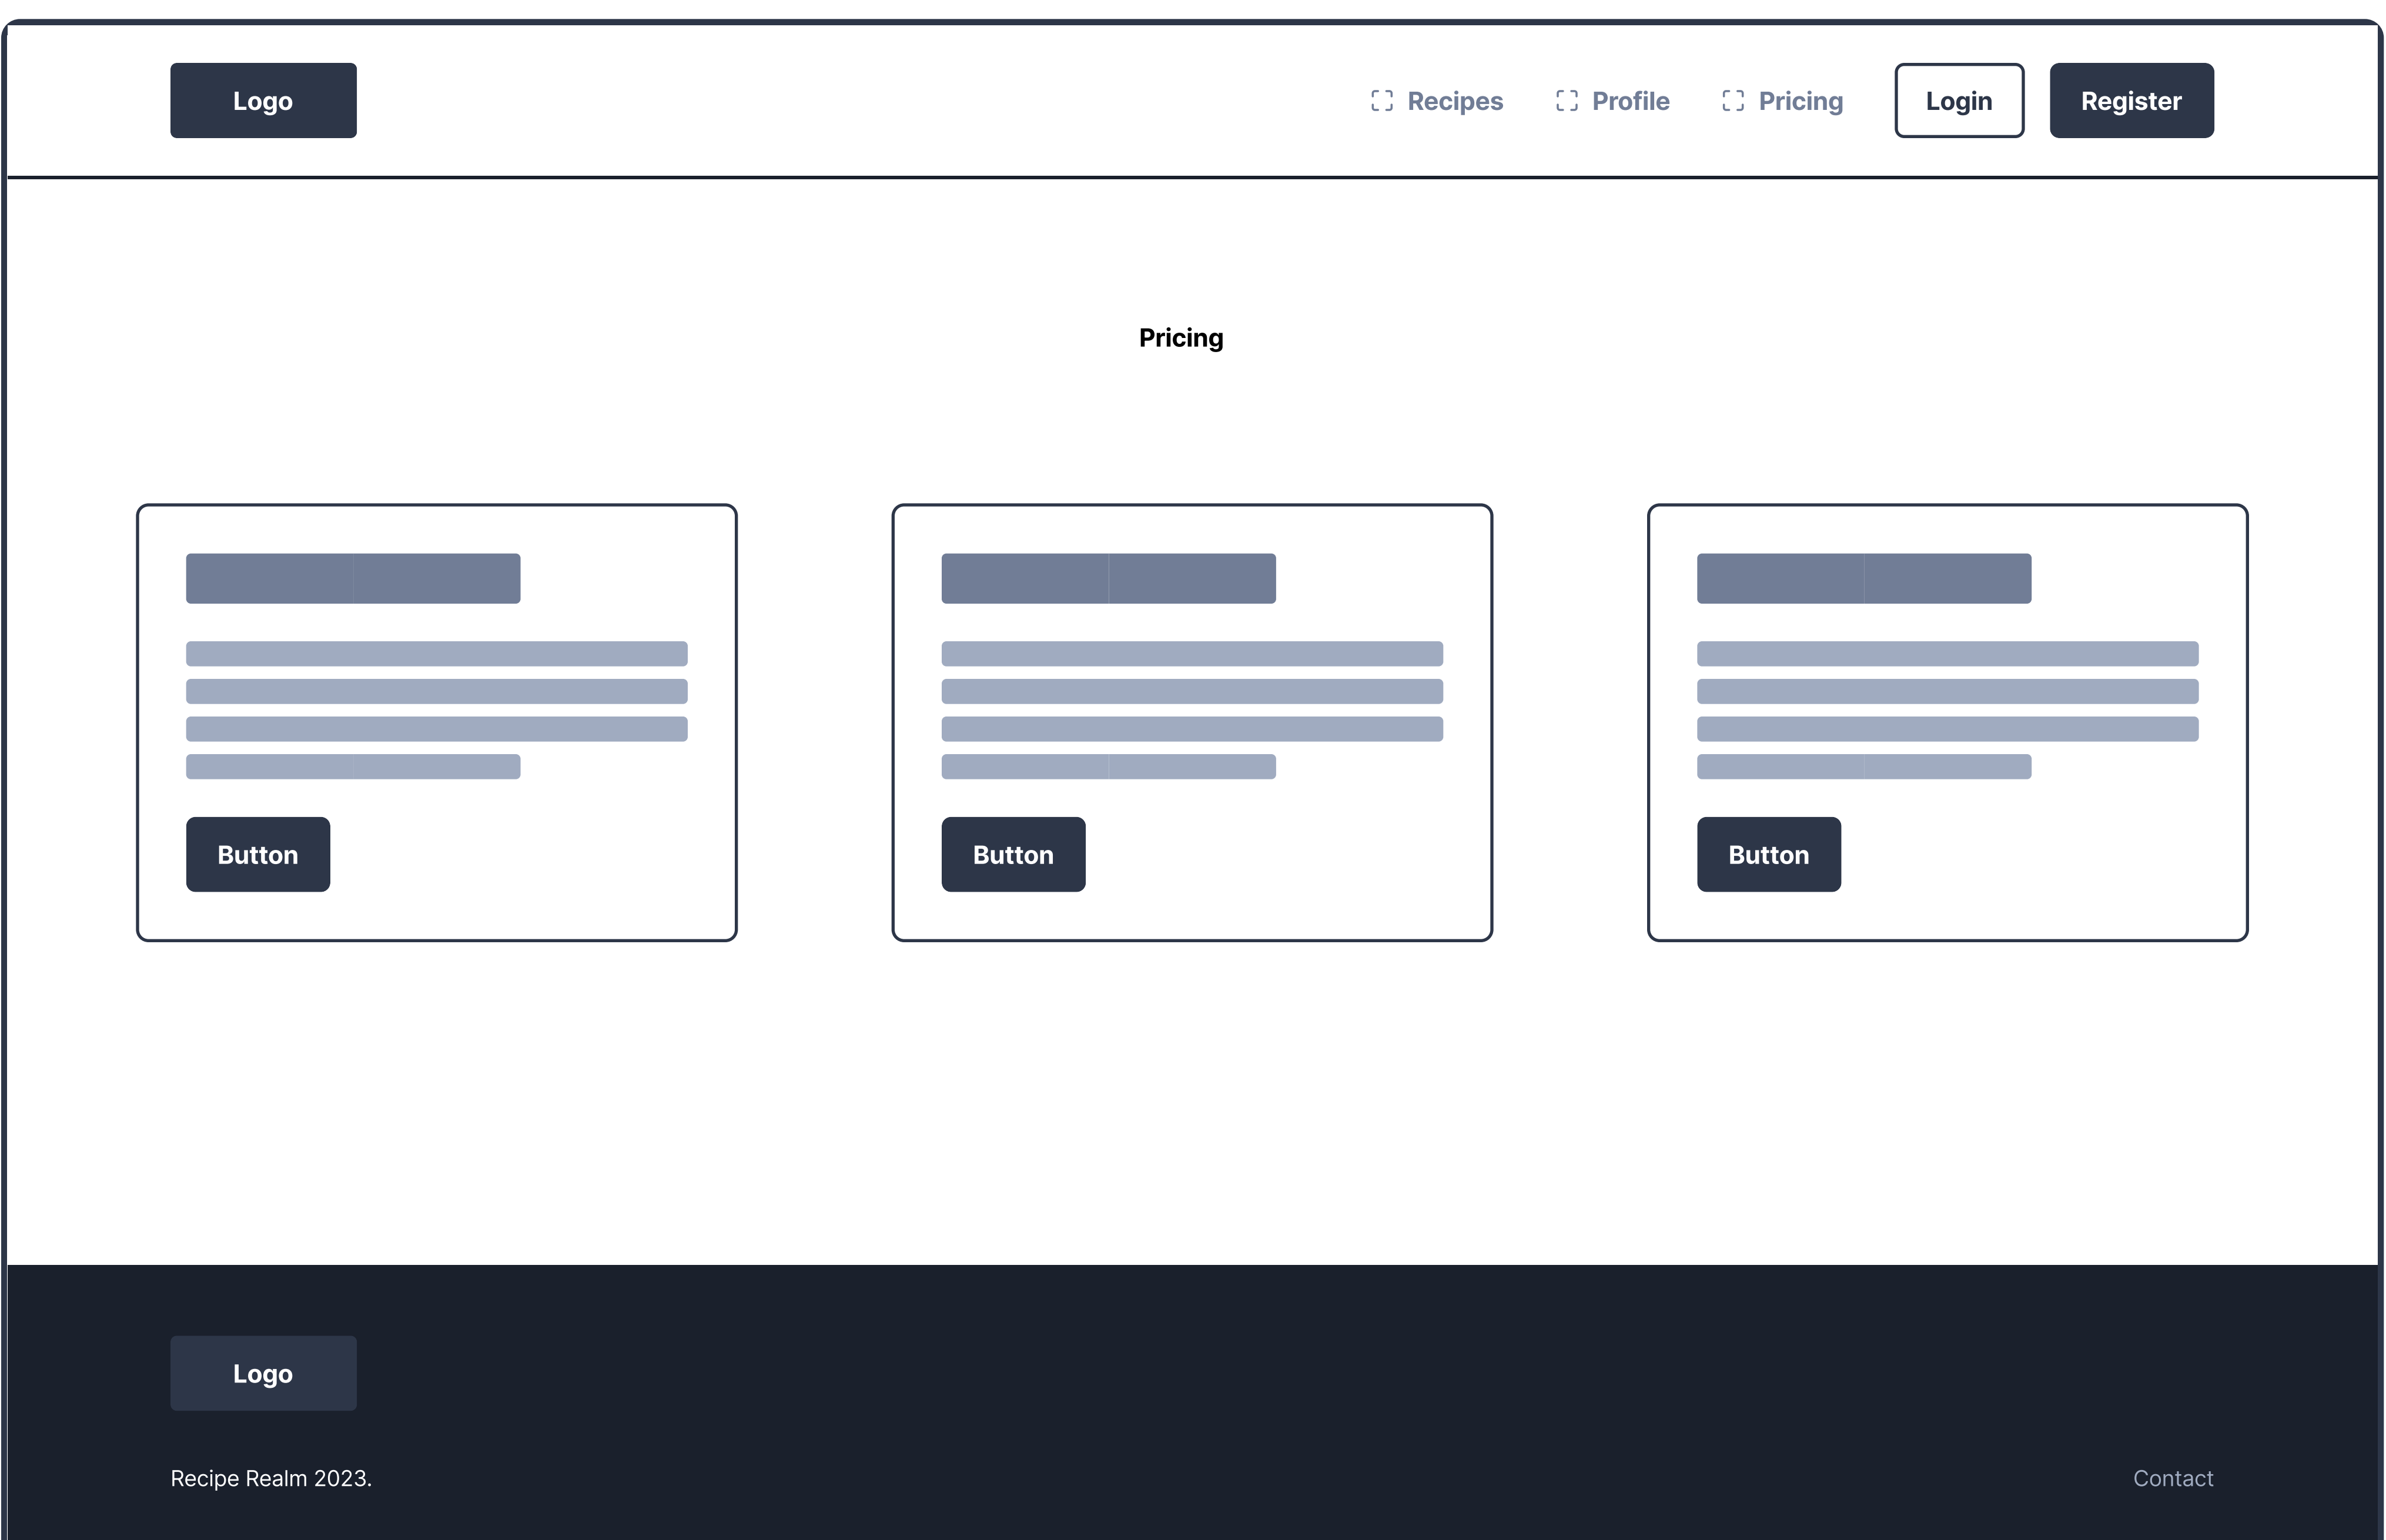 Logo
Recipes Profile Pricing Login Register
Pricing
Button Button Button
Logo
Recipe Realm 2023. Contact